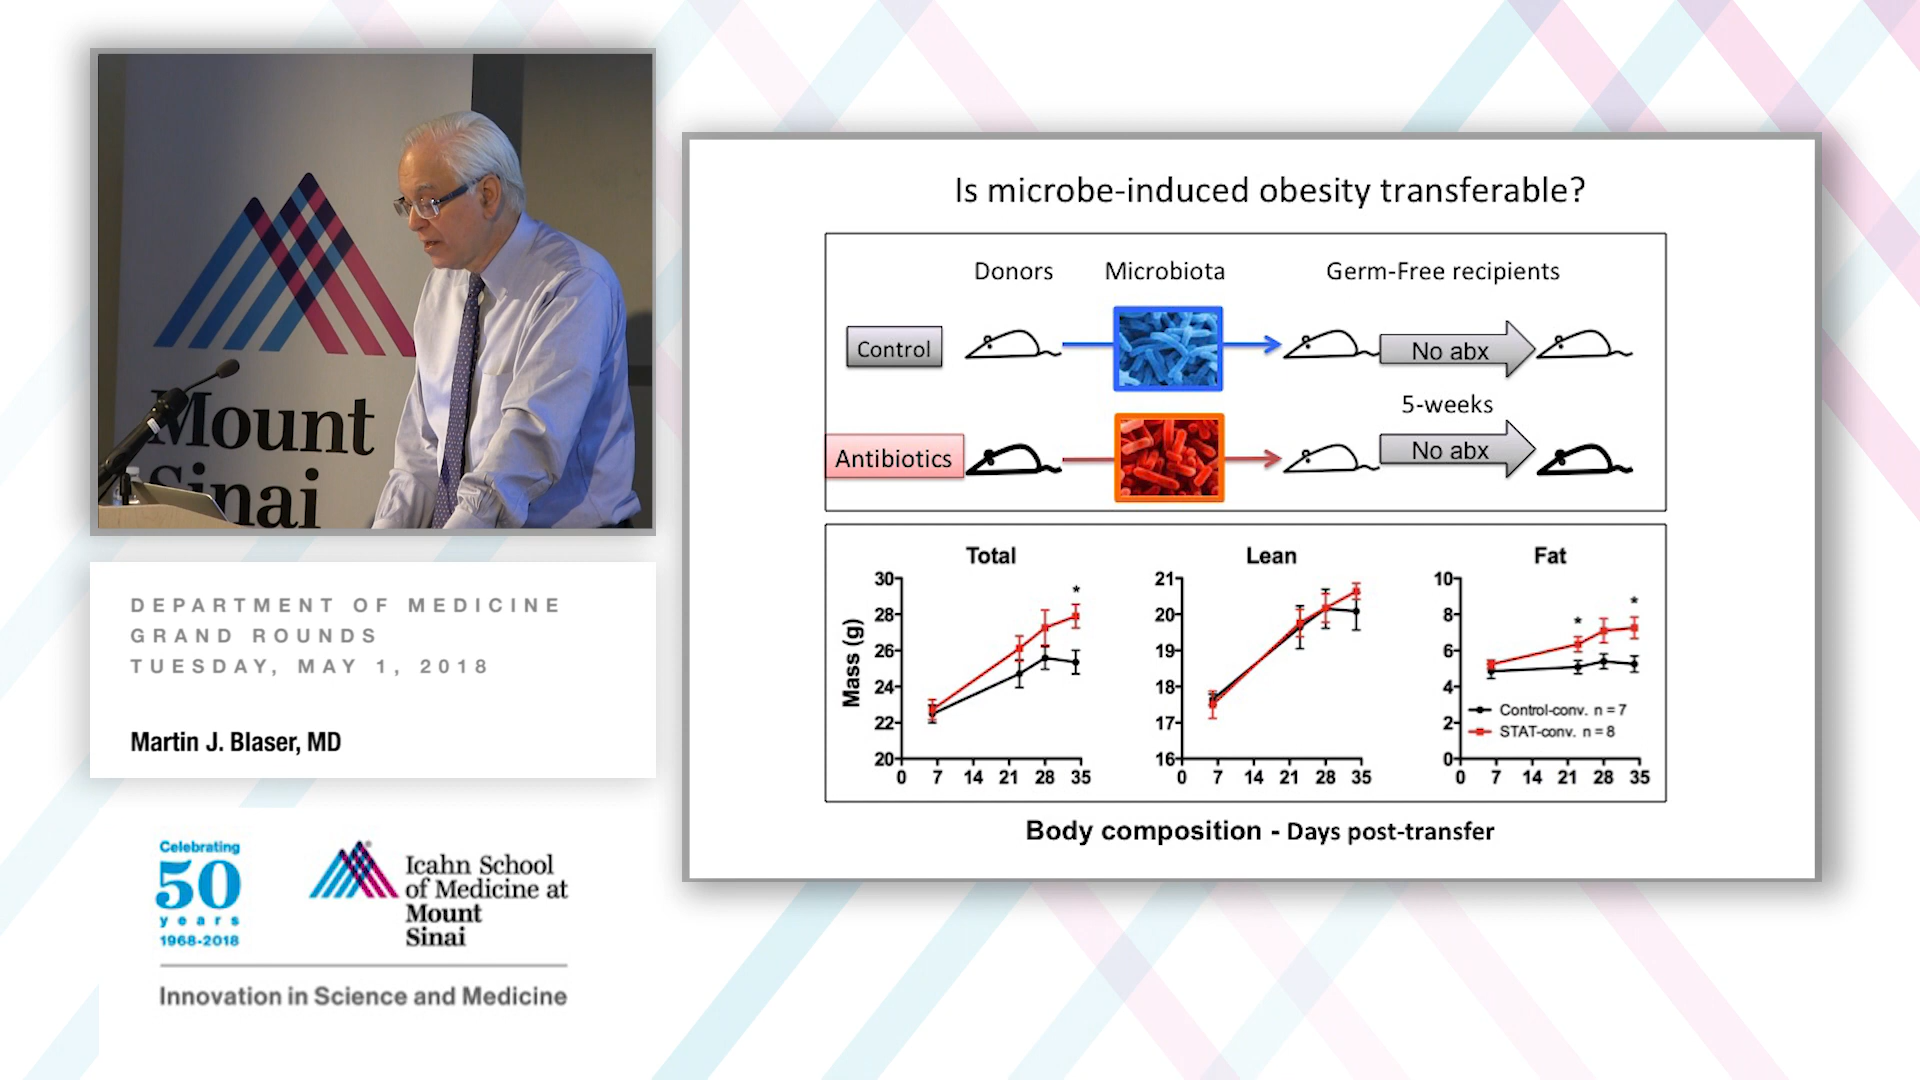 Mount
Sinai
DEPARTMENT OF MEDICINE
GRAND ROUNDS
TUESDAY, MAY 1, 2018
Martin J. Blaser, MD
Celebrating
50
years
1968-2018
Icahn School
of Medicine at
Mount
Sinai
Innovation in Science and Medicine
Is microbe-induced obesity transferable?
Donors Microbiota Germ-Free recipients
Control No abx
5-weeks
Antibiotics No abx
Total
Mass (g)
30
28
26
24
22
20
0 7 14 21 28 35
*
Lean
21
20
19
18
17
16
0 7 14 21 28 35
Fat
10
8
6
4
2
0
0 7 14 21 28 35
* *
Control-conv. n = 7
STAT-conv. n = 8
Body composition - Days post-transfer